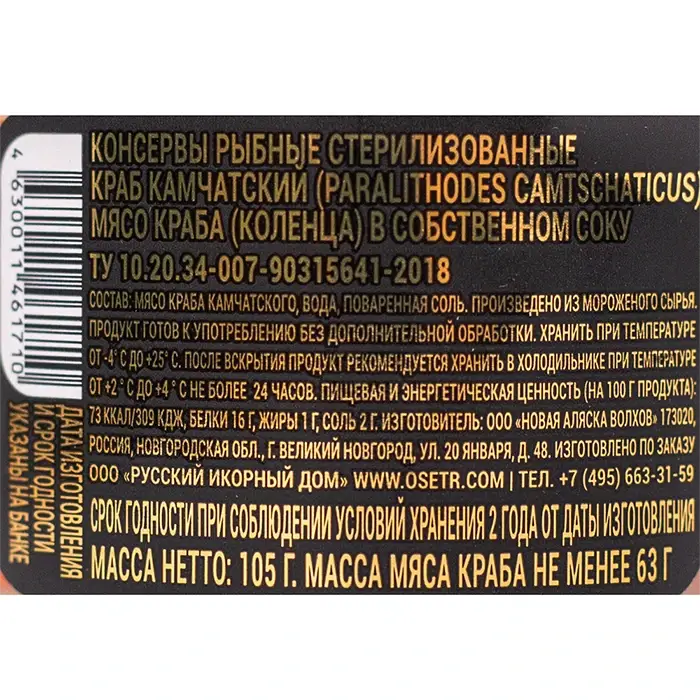 КОНСЕРВЫ РЫБНЫЕ СТЕРИЛИЗОВАННЫЕ
КРАБ КАМЧАТСКИЙ (PARALITHODES CAMTSCHATICUS)
МЯСО КРАБА (КОЛЕНЦА) В СОБСТВЕННОМ СОКУ
ТУ 10.20.34-007-90315641-2018
СОСТАВ: МЯСО КРАБА КАМЧАТСКОГО, ВОДА, ПОВАРЕННАЯ СОЛЬ. ПРОИЗВЕДЕНО ИЗ МОРОЖЕНОГО СЫРЬЯ.
ПРОДУКТ ГОТОВ К УПОТРЕБЛЕНИЮ БЕЗ ДОПОЛНИТЕЛЬНОЙ ОБРАБОТКИ. ХРАНИТЬ ПРИ ТЕМПЕРАТУРЕ
ОТ -4° С ДО +25° С. ПОСЛЕ ВСКРЫТИЯ ПРОДУКТ РЕКОМЕНДУЕТСЯ ХРАНИТЬ В ХОЛОДИЛЬНИКЕ ПРИ ТЕМПЕРАТУРЕ
ОТ +2° С ДО +4° С НЕ БОЛЕЕ 24 ЧАСОВ. ПИЩЕВАЯ И ЭНЕРГЕТИЧЕСКАЯ ЦЕННОСТЬ (НА 100 Г ПРОДУКТА)
73 ККАЛ/309 КДЖ, БЕЛКИ 16 Г, ЖИРЫ 1 Г, СОЛЬ 2 Г. ИЗГОТОВИТЕЛЬ: ООО «НОВАЯ АЛЯСКА ВОЛХОВ» 173020,
РОССИЯ, НОВГОРОДСКАЯ ОБЛ., Г. ВЕЛИКИЙ НОВГОРОД, УЛ. 20 ЯНВАРЯ, Д. 48. ИЗГОТОВЛЕНО ПО ЗАКАЗУ
ООО «РУССКИЙ ИКОРНЫЙ ДОМ» WWW.OSETR.COM | ТЕЛ. +7 (495) 663-31-59
СРОК ГОДНОСТИ ПРИ СОБЛЮДЕНИИ УСЛОВИЙ ХРАНЕНИЯ 2 ГОДА ОТ ДАТЫ ИЗГОТОВЛЕНИЯ
МАССА НЕТТО: 105 Г. МАССА МЯСА КРАБА НЕ МЕНЕЕ 63 Г
4 630011 461710
ДАТА ИЗГОТОВЛЕНИЯ
И СРОК ГОДНОСТИ
УКАЗАНЫ НА БАНКЕ